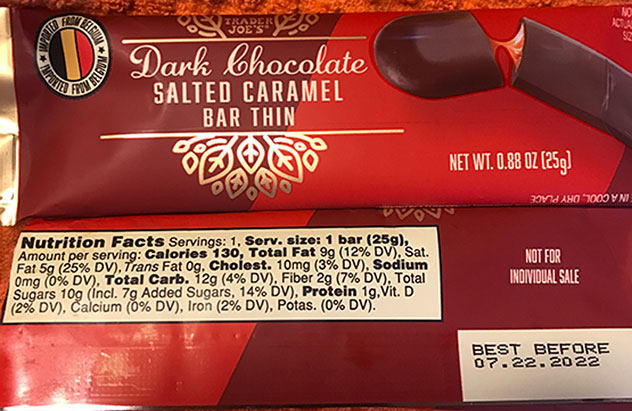 IMPORTED FROM BELGIUM
IMPORTED FROM BELGIUM
TRADER
JOE'S
Dark Chocolate
SALTED CARAMEL
BAR THIN
NET WT. 0.88 OZ (25g)
IN A COOL, DRY PLACE
Nutrition Facts Servings: 1, Serv. size: 1 bar (25g),
Amount per serving: Calories 130, Total Fat 9g (12% DV), Sat.
Fat 5g (25% DV), Trans Fat 0g, Cholest. 10mg (3% DV), Sodium
0mg (0% DV), Total Carb. 12g (4% DV), Fiber 2g (7% DV), Total
Sugars 10g (Incl. 7g Added Sugars, 14% DV), Protein 1g, Vit. D
(2% DV), Calcium (0% DV), Iron (2% DV), Potas. (0% DV).
NOT FOR
INDIVIDUAL SALE
BEST BEFORE
07.22.2022